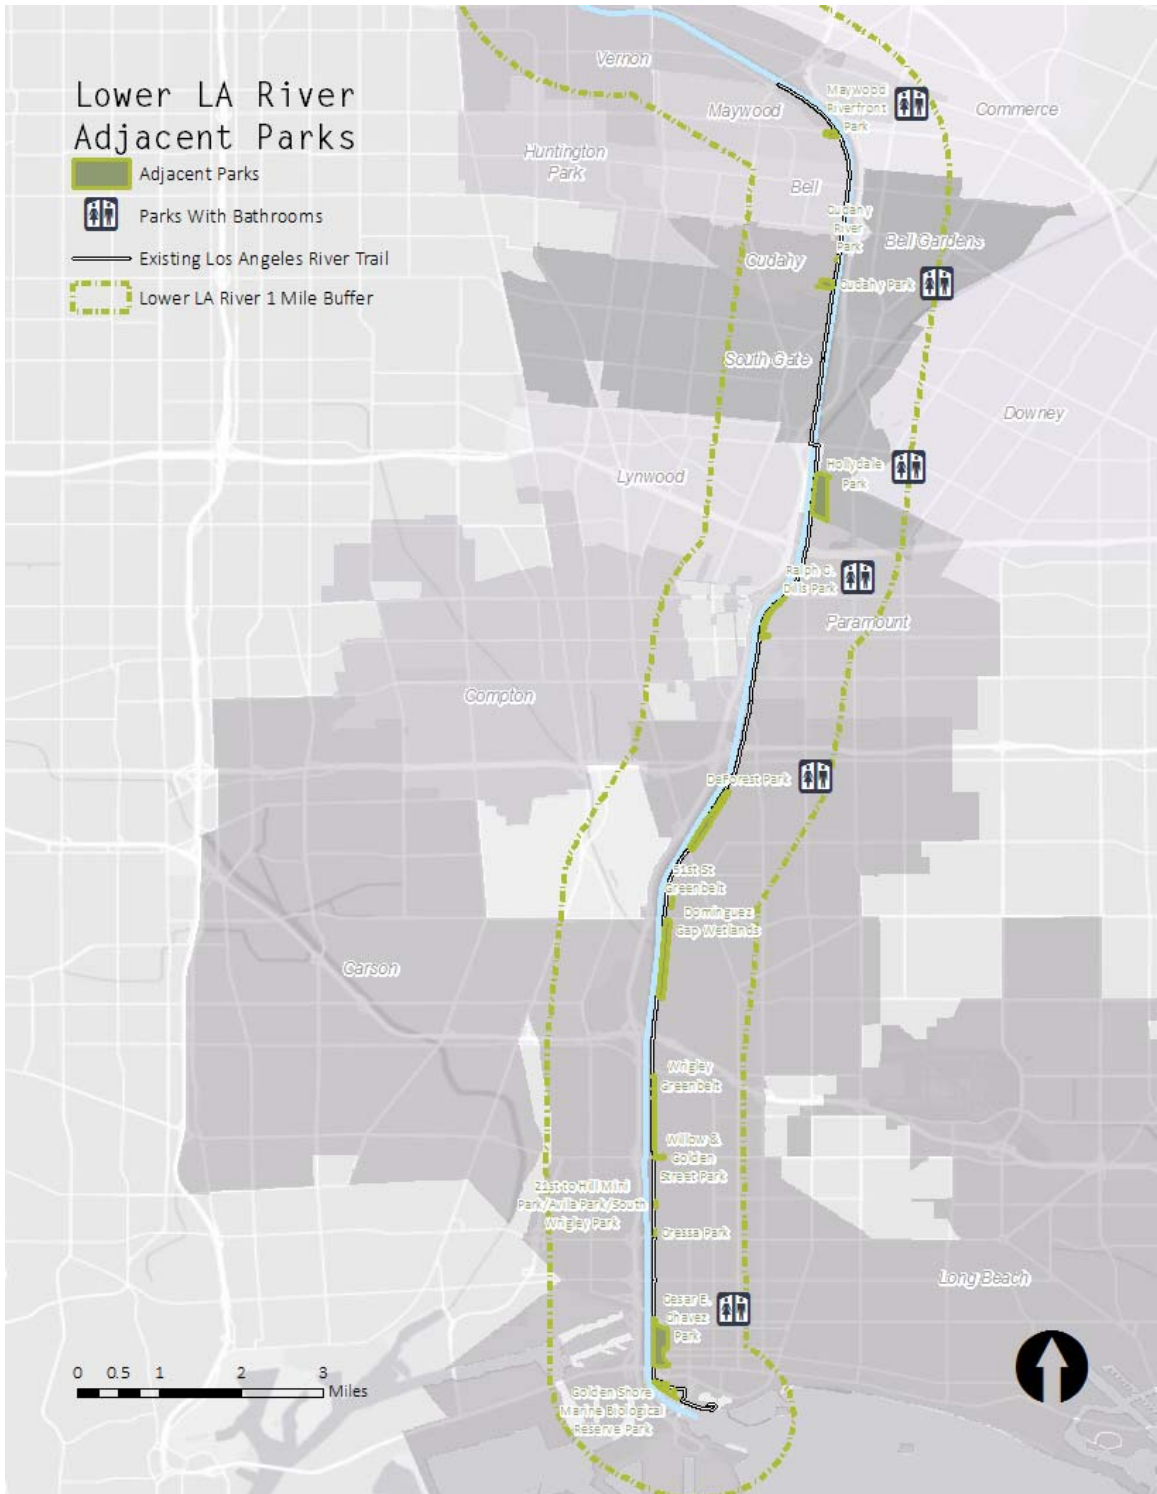 Lower LA River
Adjacent Parks
Adjacent Parks
Parks With Bathrooms
Existing Los Angeles River Trail
Lower LA River 1 Mile Buffer
Vernon
Maywood
Maywood
Riverfront
Park
Commerce
Huntington
Park
Bell
Cudahy
River
Park
Bell Gardens
Cudahy
Cudahy Park
South Gate
Downey
Lynwood
Hollydale
Park
Ralph C.
Dills Park
Paramount
Compton
DeForest Park
51st St
Greenbelt
Dominguez
Gap Wetlands
Carson
Wrigley
Greenbelt
Willow &
Golden
Street Park
21st to Hill Mini
Park/Avila Park/South
Wrigley Park
Cressa Park
Long Beach
Cesar E.
Chavez
Park
0 0.5 1 2 3
Miles
Golden Shore
Marine Biological
Reserve Park